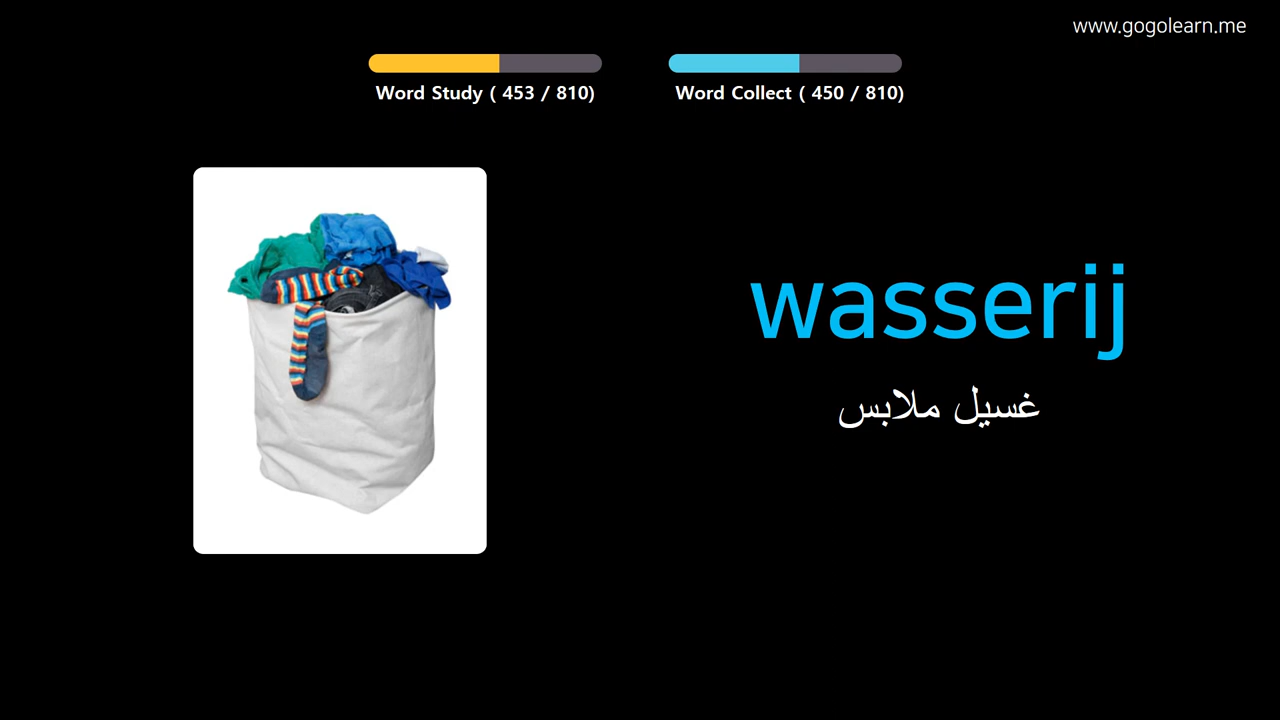 www.gogolearn.me
Word Study ( 453 / 810)
Word Collect ( 450 / 810)
wasserij
غسيل ملابس